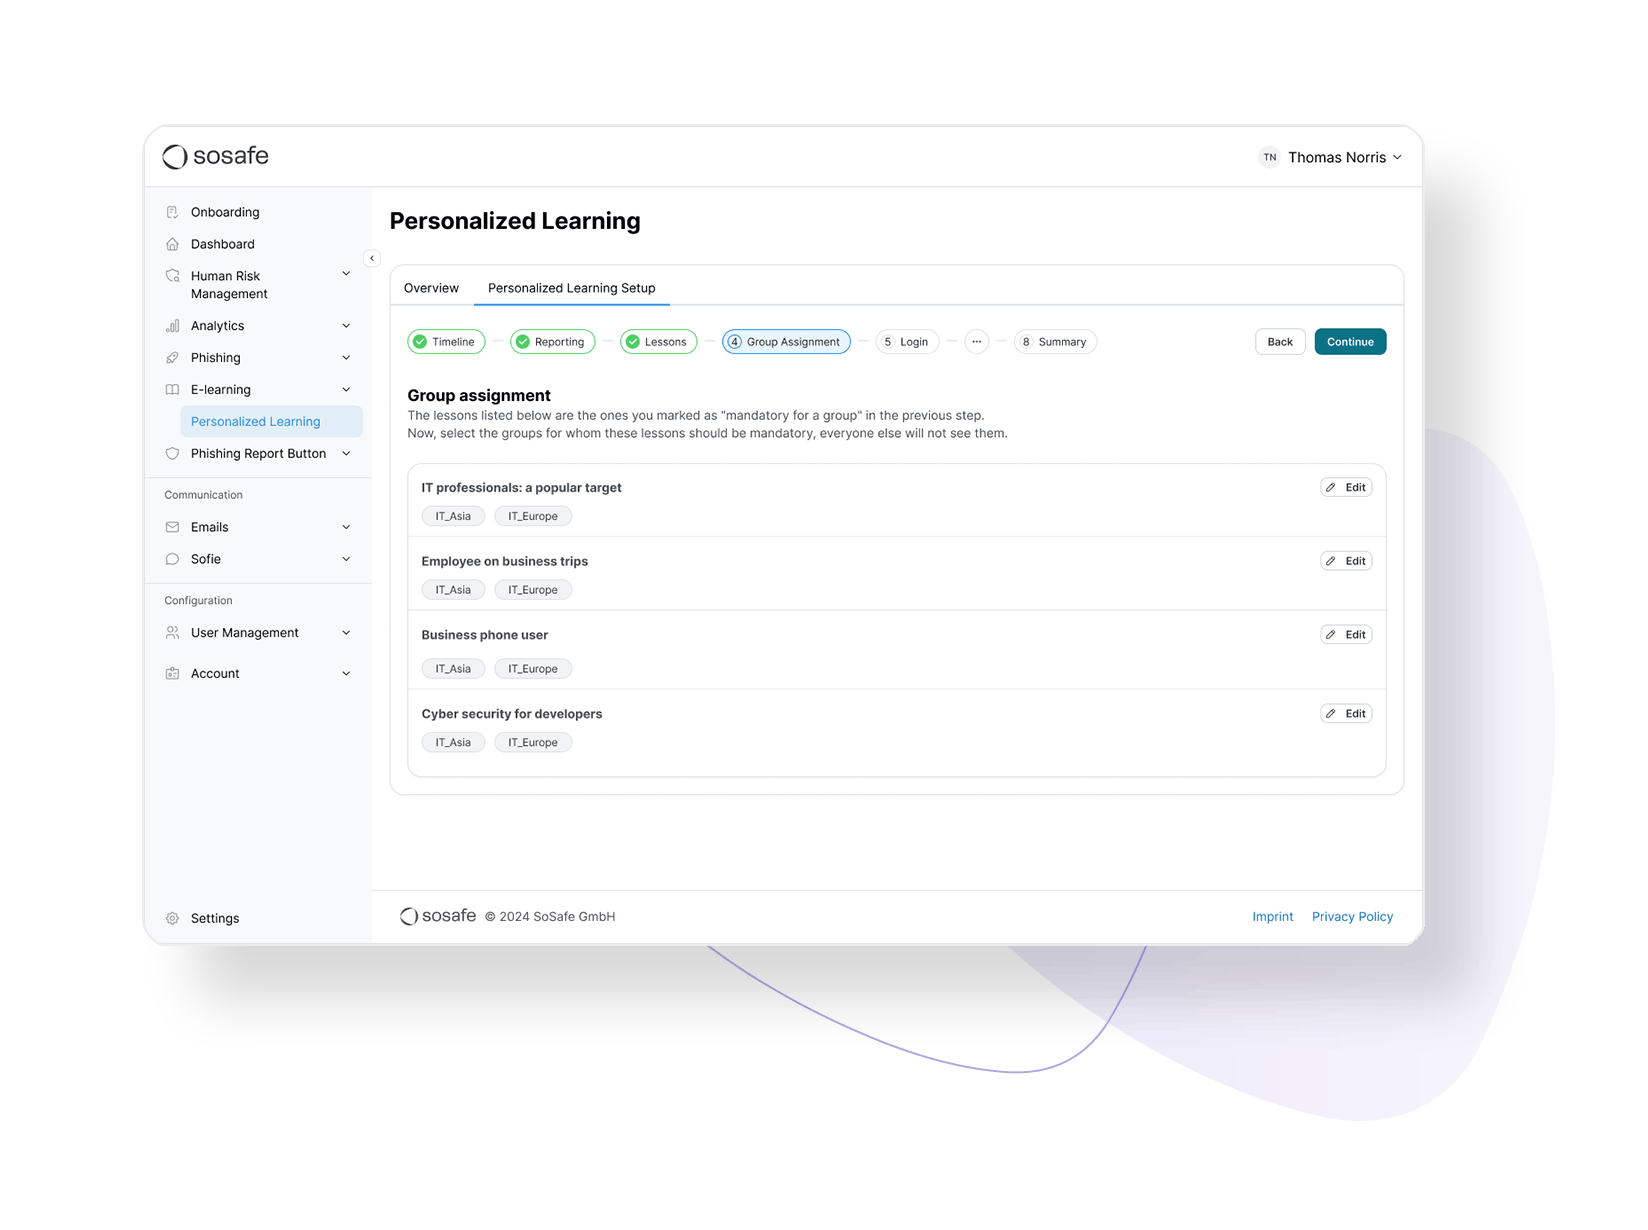 sosafe
TN Thomas Norris
Onboarding
Dashboard
Human Risk
Management
Analytics
Phishing
E-learning
Personalized Learning
Phishing Report Button
Communication
Emails
Sofie
Configuration
User Management
Account
Settings
Personalized Learning
Overview Personalized Learning Setup
Timeline Reporting Lessons 4 Group Assignment 5 Login ... 8 Summary Back Continue
Group assignment
The lessons listed below are the ones you marked as "mandatory for a group" in the previous step.
Now, select the groups for whom these lessons should be mandatory, everyone else will not see them.
IT professionals: a popular target Edit
IT_Asia IT_Europe
Employee on business trips Edit
IT_Asia IT_Europe
Business phone user Edit
IT_Asia IT_Europe
Cyber security for developers Edit
IT_Asia IT_Europe
sosafe © 2024 SoSafe GmbH Imprint Privacy Policy